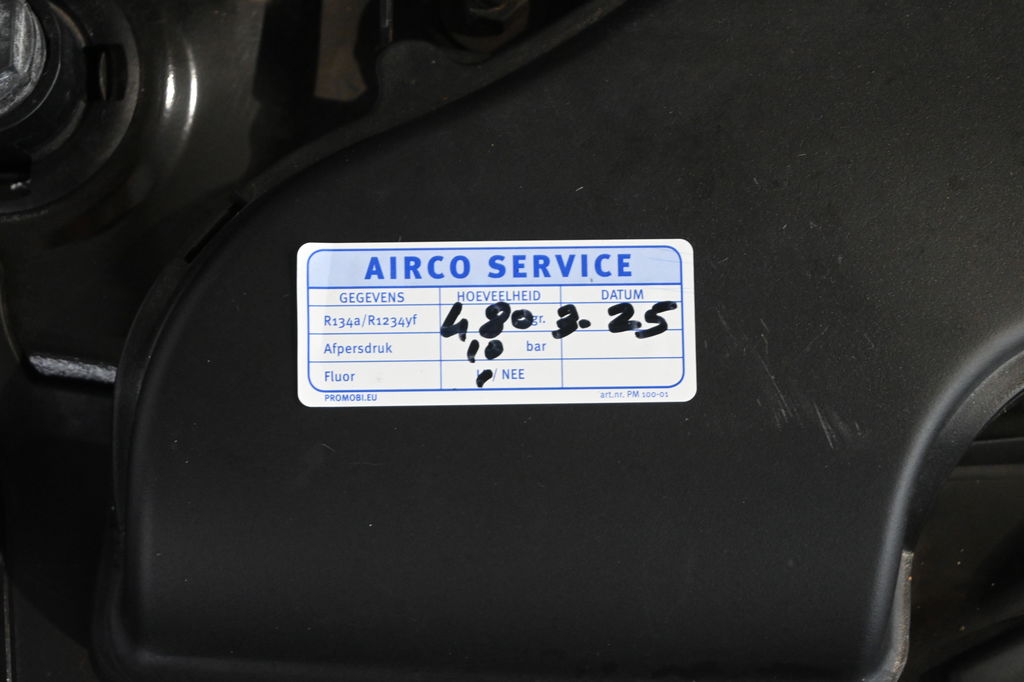 AIRCO SERVICE
GEGEVENS HOEVEELHEID DATUM
R134a/R1234yf 480 gr. 3. 25
Afpersdruk 10 bar
Fluor / NEE
PROMOBI.EU art.nr. PM 100-01